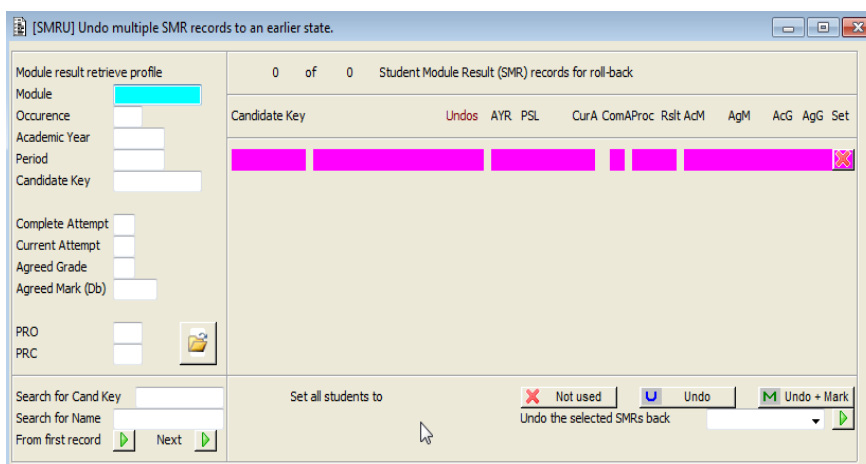 [SMRU] Undo multiple SMR records to an earlier state.
Module result retrieve profile
0 of 0 Student Module Result (SMR) records for roll-back
Module
Occurence
Candidate Key Undos AYR PSL CurA ComAProc Rslt AcM AgM AcG AgG Set
Academic Year
Period
Candidate Key
Complete Attempt
Current Attempt
Agreed Grade
Agreed Mark (Db)
PRO
PRC
Search for Cand Key
Set all students to Not used U Undo M Undo + Mark
Search for Name
Undo the selected SMRs back
From first record Next